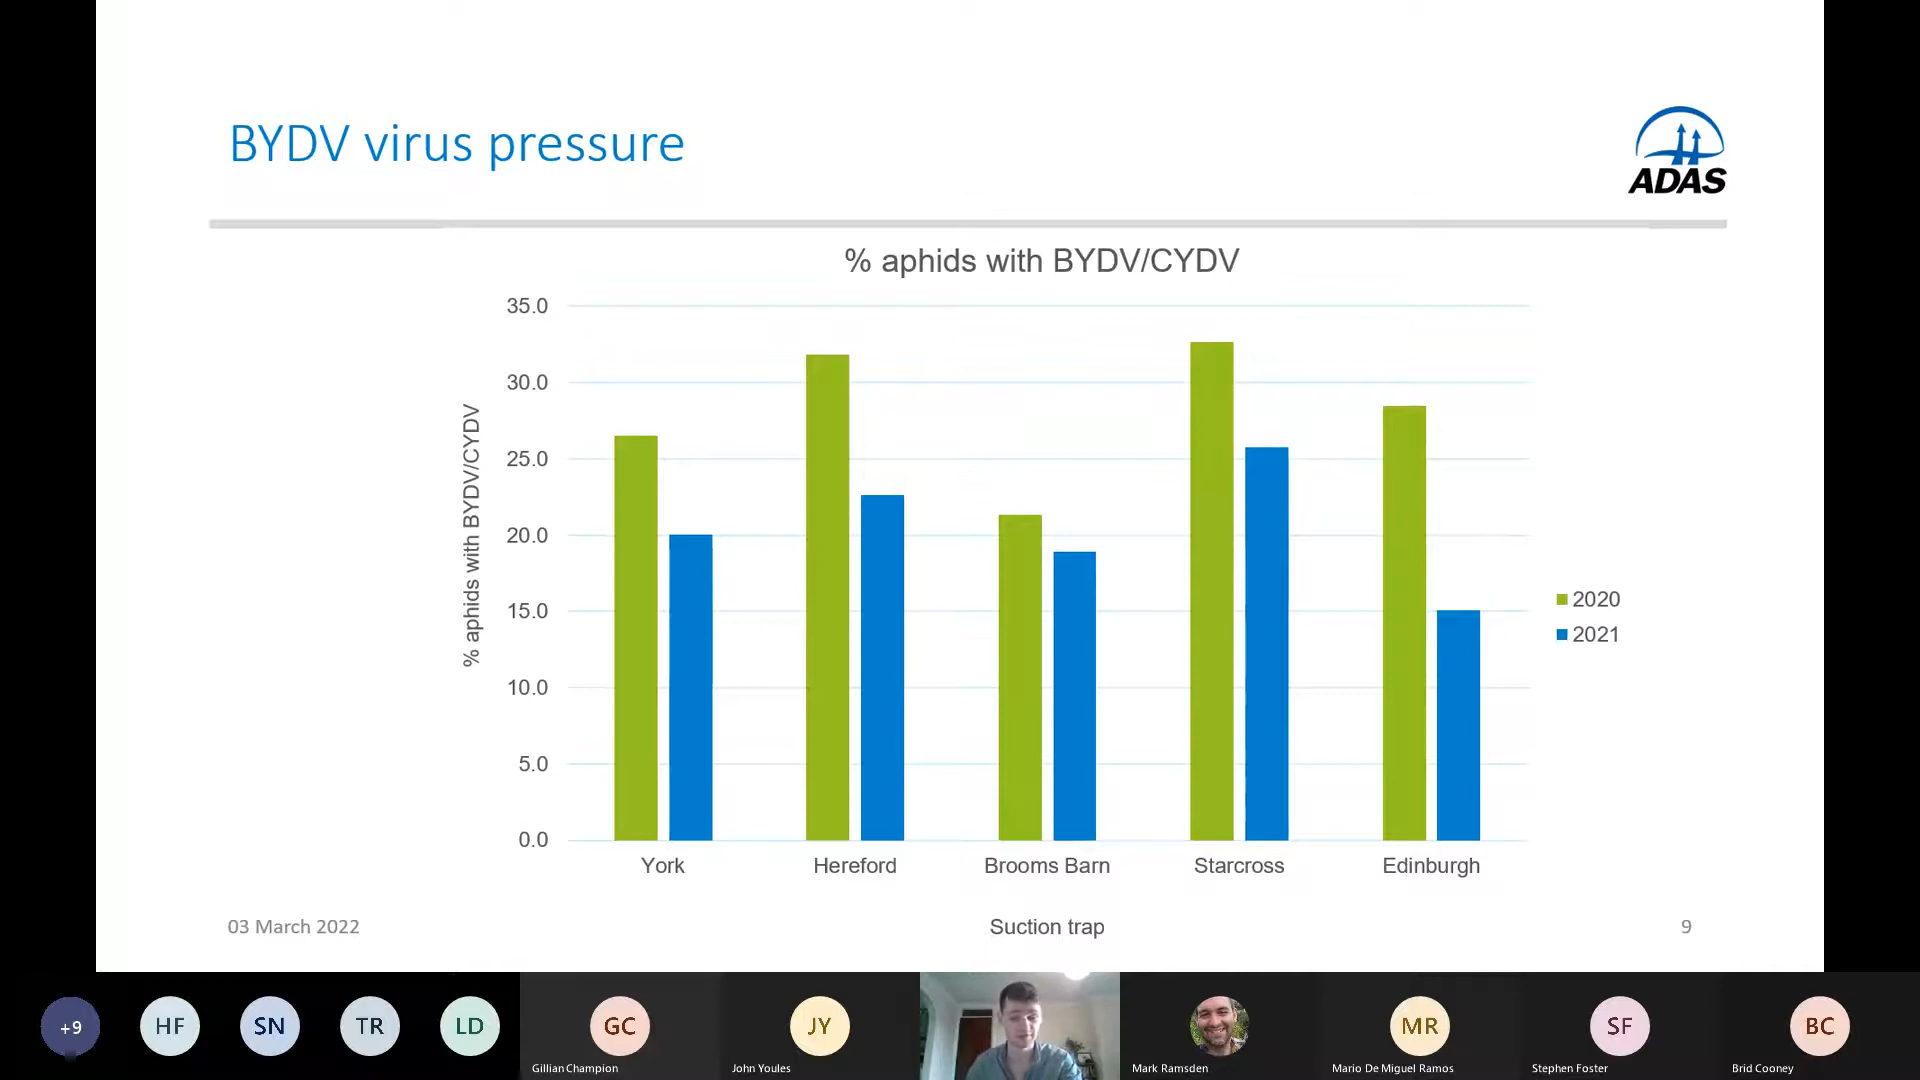 BYDV virus pressure
ADAS
% aphids with BYDV/CYDV
% aphids with BYDV/CYDV
35.0
30.0
25.0
20.0
15.0
10.0
5.0
0.0
2020
2021
York Hereford Brooms Barn Starcross Edinburgh
03 March 2022 Suction trap 9
+9 HF SN TR LD GC JY MR SF BC
Gillian Champion John Youles Mark Ramsden Mario De Miguel Ramos Stephen Foster Brid Cooney